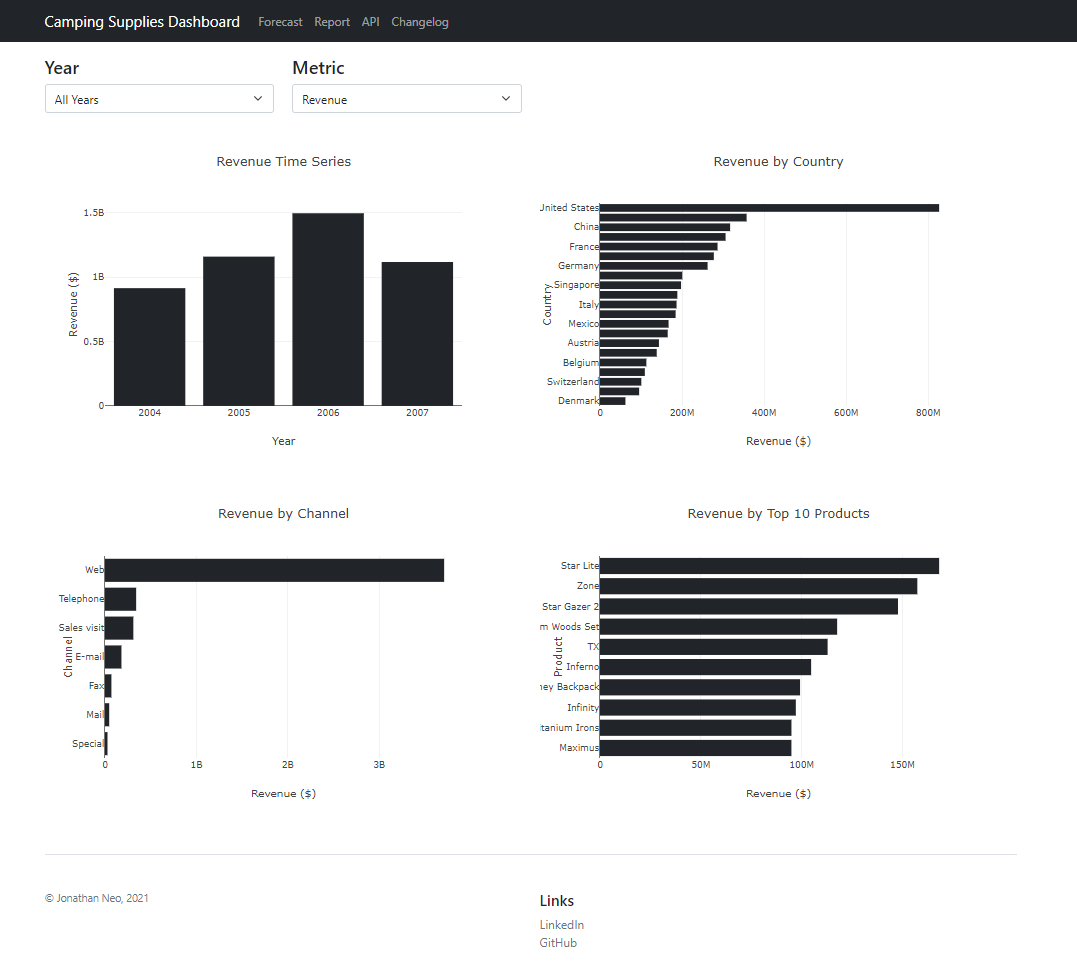 Camping Supplies Dashboard Forecast Report API Changelog
Year Metric
All Years Revenue
Revenue Time Series
1.5B
1B
0.5B
0
Revenue ($)
2004 2005 2006 2007
Year
Revenue by Country
United States
China
France
Germany
Singapore
Italy
Mexico
Austria
Belgium
Switzerland
Denmark
Country
0 200M 400M 600M 800M
Revenue ($)
Revenue by Channel
Web
Telephone
Sales visit
E-mail
Fax
Mail
Special
Channel
0 1B 2B 3B
Revenue ($)
Revenue by Top 10 Products
Star Lite
Zone
Star Gazer 2
m Woods Set
TX
Inferno
ney Backpack
Infinity
tanium Irons
Maximus
Product
0 50M 100M 150M
Revenue ($)
© Jonathan Neo, 2021
Links
LinkedIn
GitHub